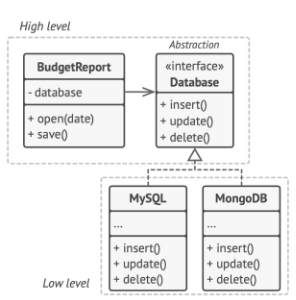 High level
Abstraction
BudgetReport
- database
+ open(date)
+ save()
«interface»
Database
+ insert()
+ update()
+ delete()
MySQL
...
+ insert()
+ update()
+ delete()
MongoDB
...
+ insert()
+ update()
+ delete()
Low level